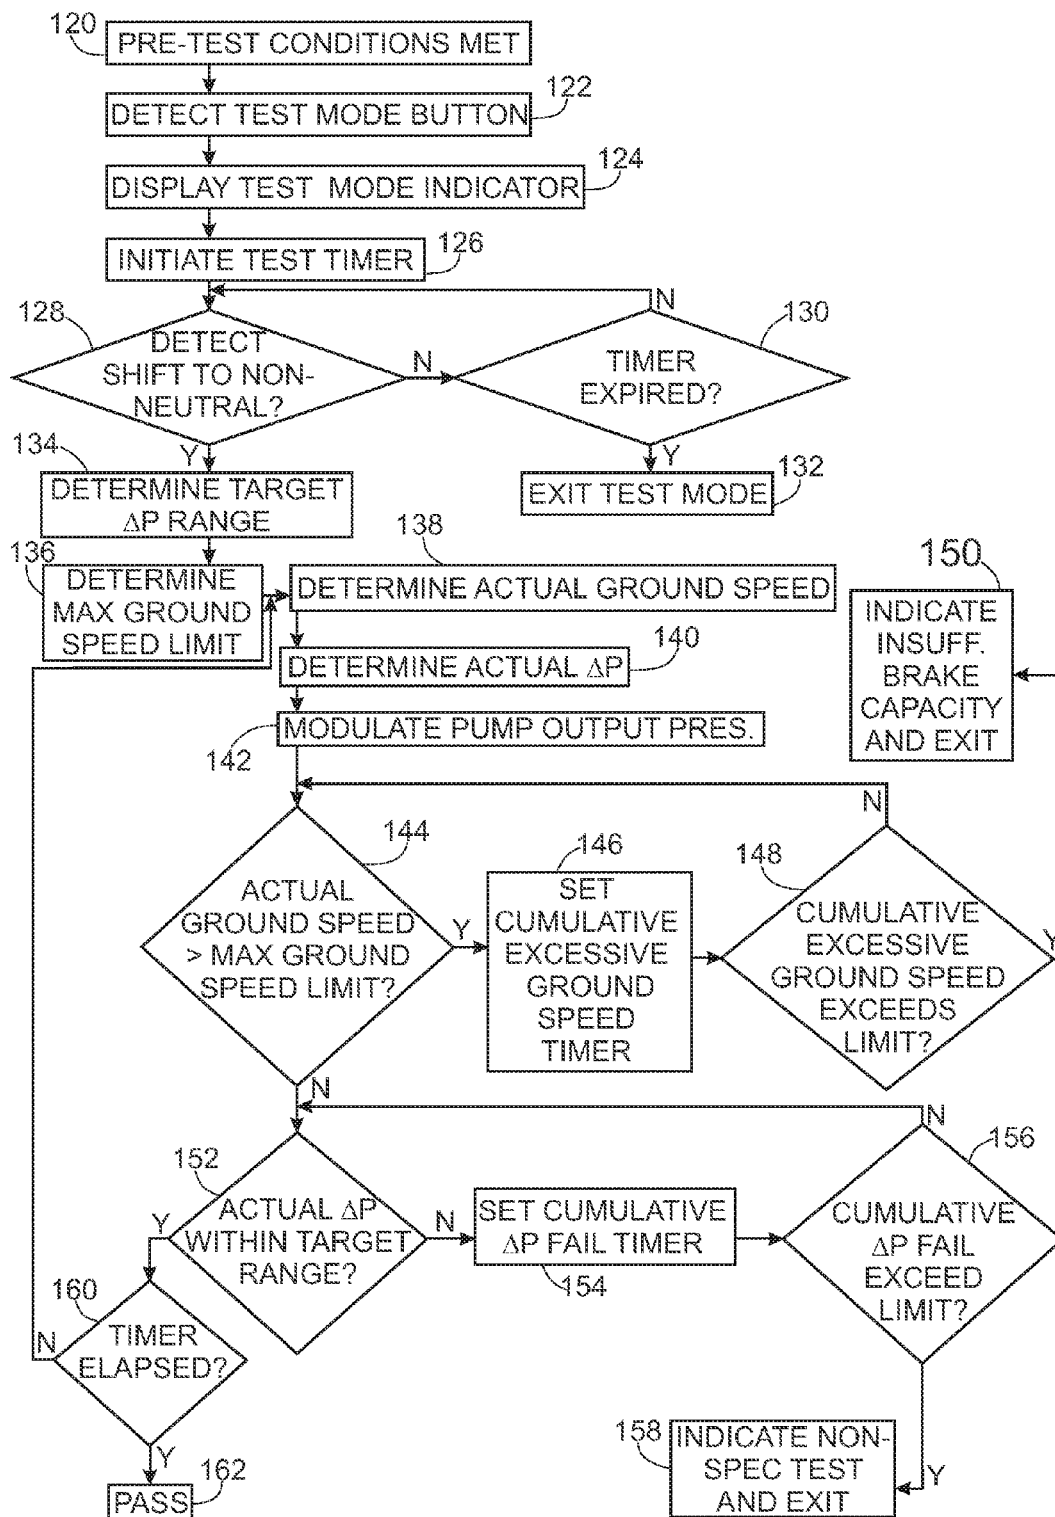 120
PRE-TEST CONDITIONS MET
DETECT TEST MODE BUTTON
122
DISPLAY TEST MODE INDICATOR
124
INITIATE TEST TIMER
126
128
DETECT
SHIFT TO NON-
NEUTRAL?
N
Y
N
130
TIMER
EXPIRED?
Y
EXIT TEST MODE
132
134
DETERMINE TARGET
ΔP RANGE
136
DETERMINE
MAX GROUND
SPEED LIMIT
138
DETERMINE ACTUAL GROUND SPEED
DETERMINE ACTUAL ΔP
140
MODULATE PUMP OUTPUT PRES.
142
150
INDICATE
INSUFF.
BRAKE
CAPACITY
AND EXIT
144
ACTUAL
GROUND SPEED
> MAX GROUND
SPEED LIMIT?
Y
N
146
SET
CUMULATIVE
EXCESSIVE
GROUND
SPEED
TIMER
N
148
CUMULATIVE
EXCESSIVE
GROUND SPEED
EXCEEDS
LIMIT?
Y
152
ACTUAL ΔP
WITHIN TARGET
RANGE?
Y
N
SET CUMULATIVE
ΔP FAIL TIMER
154
N
156
CUMULATIVE
ΔP FAIL
EXCEED
LIMIT?
Y
158
INDICATE NON-
SPEC TEST
AND EXIT
160
TIMER
ELAPSED?
N
Y
PASS
162